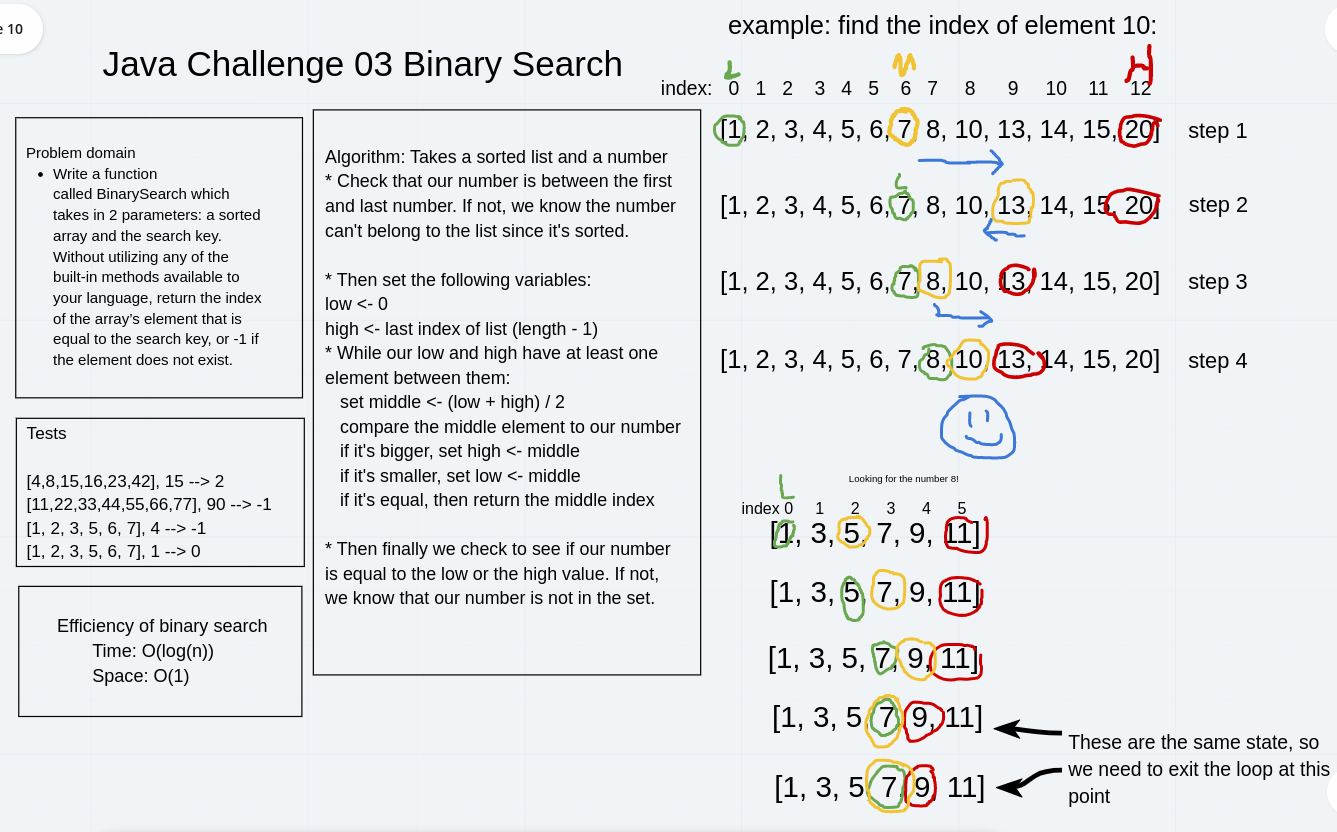 e 10
Java Challenge 03 Binary Search
Problem domain
• Write a function
called BinarySearch which
takes in 2 parameters: a sorted
array and the search key.
Without utilizing any of the
built-in methods available to
your language, return the index
of the array's element that is
equal to the search key, or -1 if
the element does not exist.
Tests
[4,8,15,16,23,42], 15 --> 2
[11,22,33,44,55,66,77], 90 --> -1
[1, 2, 3, 5, 6, 7], 4 --> -1
[1, 2, 3, 5, 6, 7], 1 --> 0
Efficiency of binary search
Time: O(log(n))
Space: O(1)
Algorithm: Takes a sorted list and a number
* Check that our number is between the first
and last number. If not, we know the number
can't belong to the list since it's sorted.
* Then set the following variables:
low <- 0
high <- last index of list (length - 1)
* While our low and high have at least one
element between them:
set middle <- (low + high) / 2
compare the middle element to our number
if it's bigger, set high <- middle
if it's smaller, set low <- middle
if it's equal, then return the middle index
* Then finally we check to see if our number
is equal to the low or the high value. If not,
we know that our number is not in the set.
example: find the index of element 10:
L M H
index: 0 1 2 3 4 5 6 7 8 9 10 11 12
[1, 2, 3, 4, 5, 6, 7, 8, 10, 13, 14, 15, 20] step 1
L
[1, 2, 3, 4, 5, 6, 7, 8, 10, 13, 14, 15, 20] step 2
[1, 2, 3, 4, 5, 6, 7, 8, 10, 13, 14, 15, 20] step 3
[1, 2, 3, 4, 5, 6, 7, 8, 10, 13, 14, 15, 20] step 4
Looking for the number 8!
L
index 0 1 2 3 4 5
[1, 3, 5, 7, 9, 11]
[1, 3, 5, 7, 9, 11]
[1, 3, 5, 7, 9, 11]
[1, 3, 5, 7, 9, 11]
[1, 3, 5, 7, 9, 11]
These are the same state, so
we need to exit the loop at this
point